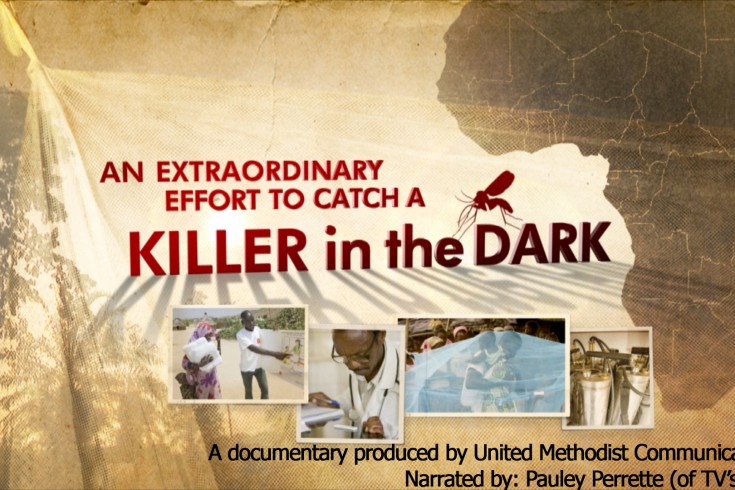 AN EXTRAORDINARY
EFFORT TO CATCH A
KILLER in the DARK
A documentary produced by United Methodist Communica
Narrated by: Pauley Perrette (of TV's